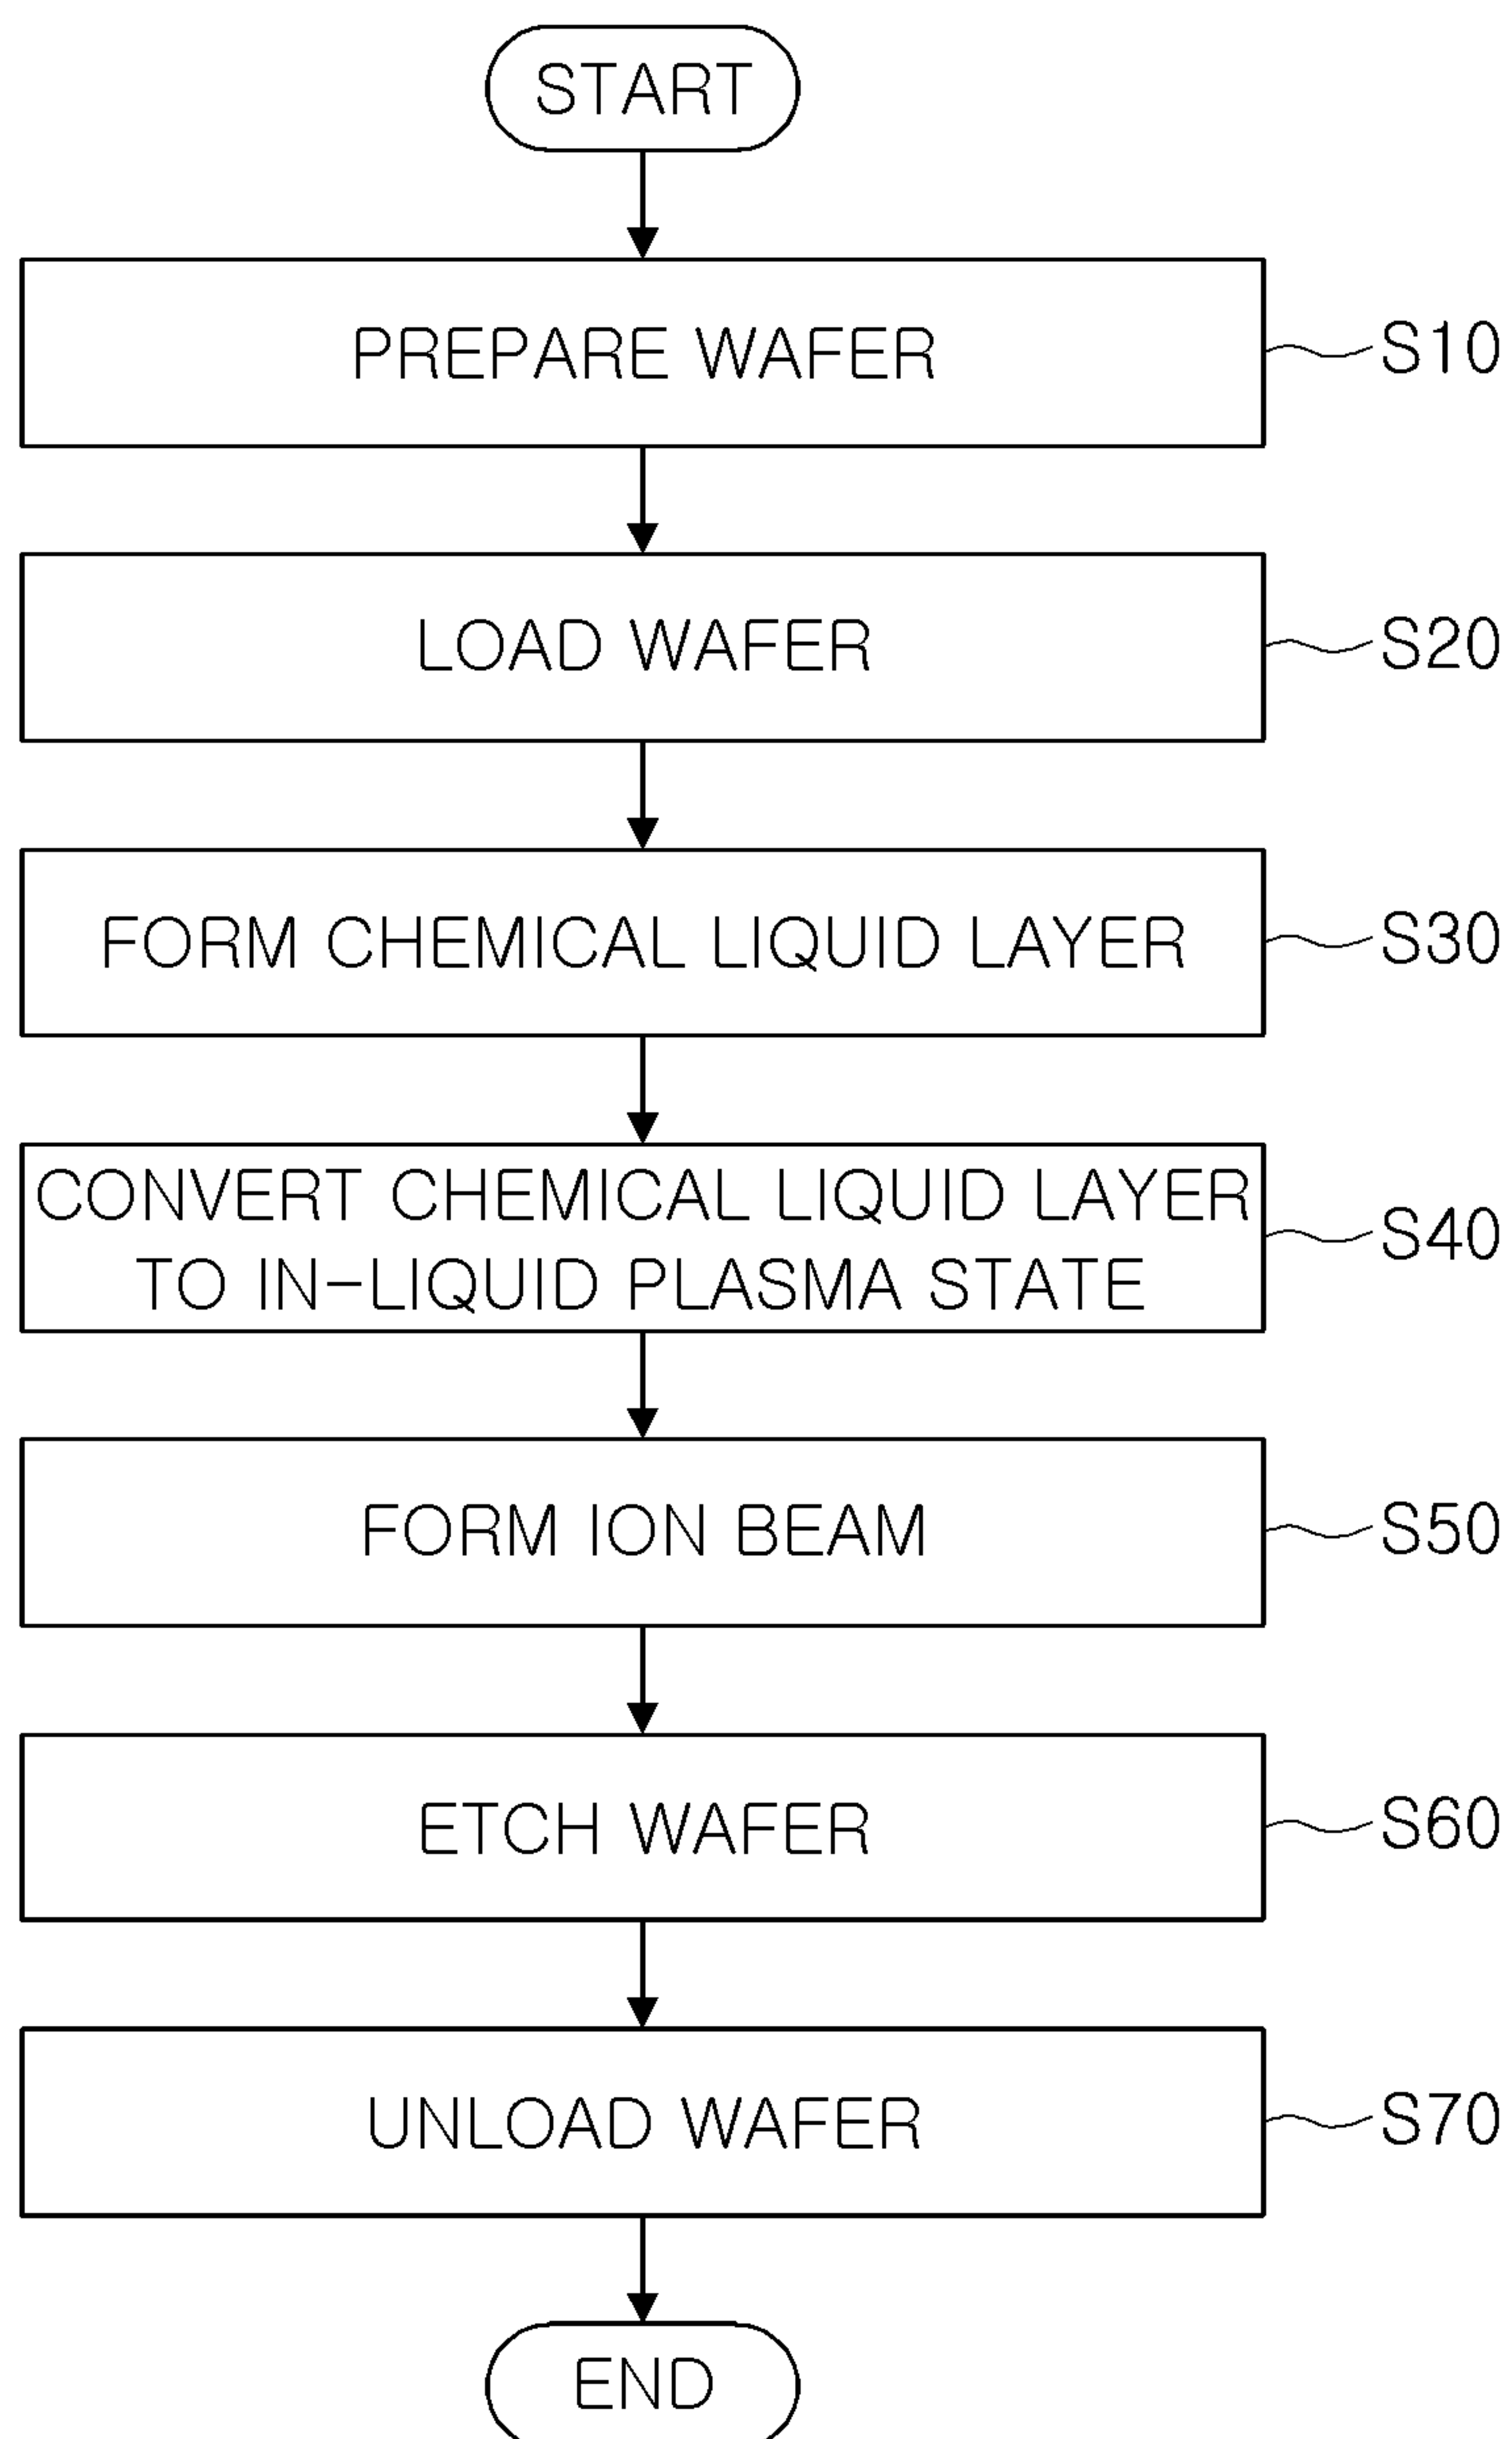 START
PREPARE WAFER
S10
LOAD WAFER
S20
FORM CHEMICAL LIQUID LAYER
S30
CONVERT CHEMICAL LIQUID LAYER
TO IN-LIQUID PLASMA STATE
S40
FORM ION BEAM
S50
ETCH WAFER
S60
UNLOAD WAFER
S70
END